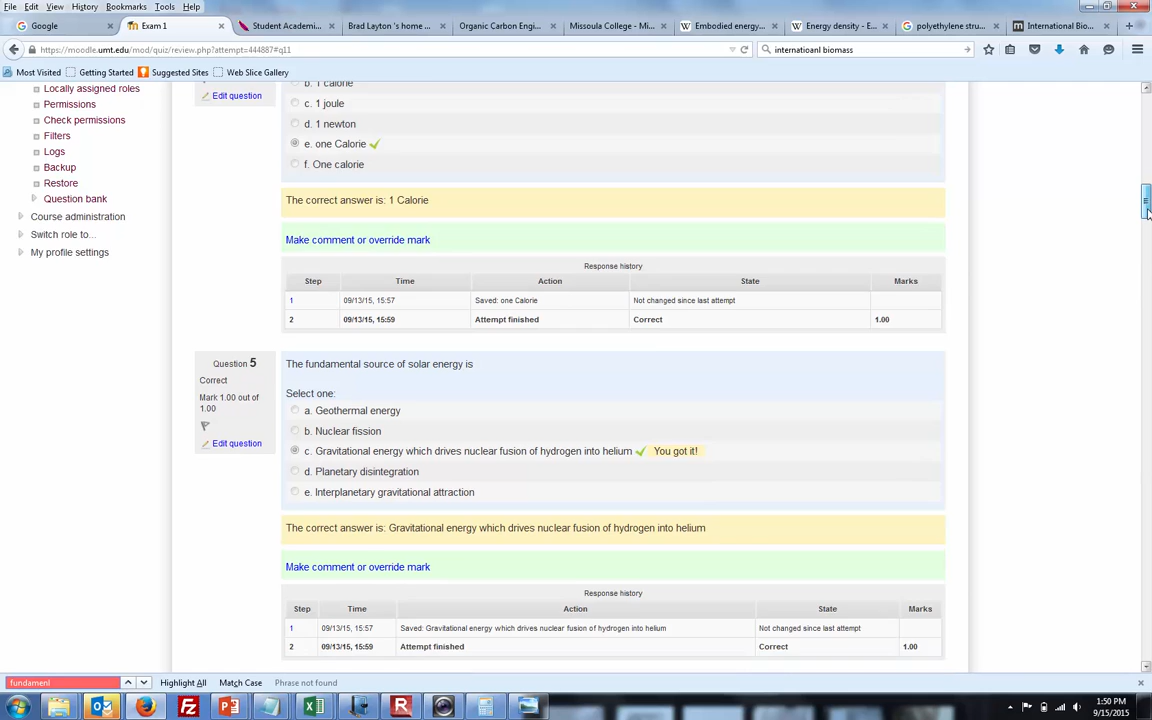 File Edit View History Bookmarks Tools Help
Google × Exam 1 × Student Academi... × Brad Layton 's home ... × Organic Carbon Engi... × Missoula College - Mi... × Embodied energy... × Energy density - E... × polyethylene stru... × International Bio... ×
https://moodle.umt.edu/mod/quiz/review.php?attempt=444887#q11
internatioanl biomass
Most Visited Getting Started Suggested Sites Web Slice Gallery
Locally assigned roles
Permissions
Check permissions
Filters
Logs
Backup
Restore
Question bank
Course administration
Switch role to...
My profile settings
Edit question
b. 1 calorie
c. 1 joule
d. 1 newton
e. one Calorie
f. One calorie
The correct answer is: 1 Calorie
Make comment or override mark
Response history
Step Time Action State Marks
1 09/13/15, 15:57 Saved: one Calorie Not changed since last attempt
2 09/13/15, 15:59 Attempt finished Correct 1.00
Question 5
Correct
Mark 1.00 out of
1.00
Edit question
The fundamental source of solar energy is
Select one:
a. Geothermal energy
b. Nuclear fission
c. Gravitational energy which drives nuclear fusion of hydrogen into helium You got it!
d. Planetary disintegration
e. Interplanetary gravitational attraction
The correct answer is: Gravitational energy which drives nuclear fusion of hydrogen into helium
Make comment or override mark
Response history
Step Time Action State Marks
1 09/13/15, 15:57 Saved: Gravitational energy which drives nuclear fusion of hydrogen into helium Not changed since last attempt
2 09/13/15, 15:59 Attempt finished Correct 1.00
fundamenl Highlight All Match Case Phrase not found
1:50 PM
9/15/2015